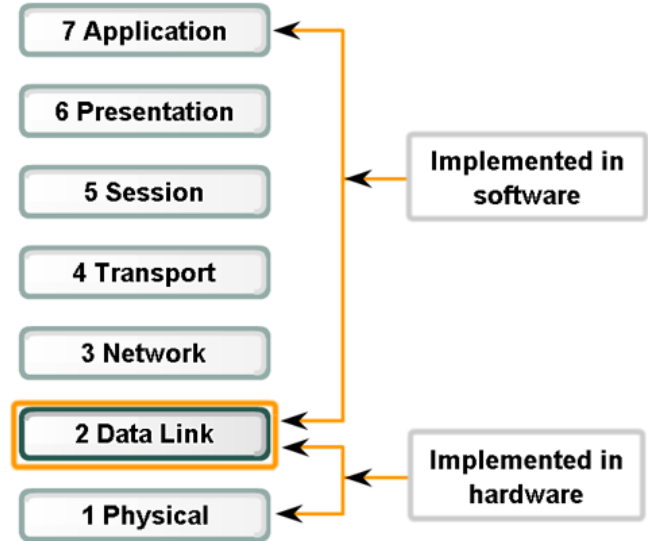 7 Application
6 Presentation
Implemented in
software
5 Session
4 Transport
3 Network
2 Data Link
Implemented in
hardware
1 Physical